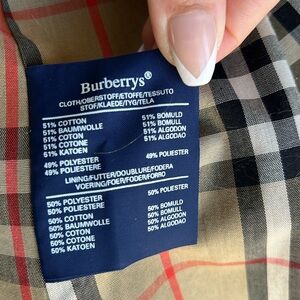 Burberrys®
CLOTH/OBERSTOFF/ETOFFE/TESSUTO
STOF/KLAEDE/TYG/TELA
51% COTTON 51% BOMULD
51% BAUMWOLLE 51% BOMULL
51% COTON 51% ALGODON
51% COTONE 51% ALGODAO
51% KATOEN
49% POLYESTER 49% POLIESTER
49% POLIESTERE
LINING/FUTTER/DOUBLURE/FODERA
VOERING/FOER/FODER/FORRO
50% POLYESTER 50% POLIESTER
50% POLIESTERE
50% COTTON 50% BOMULD
50% BAUMWOLLE 50% BOMULL
50% COTON 50% ALGODON
50% COTONE 50% ALGODAO
50% KATOEN